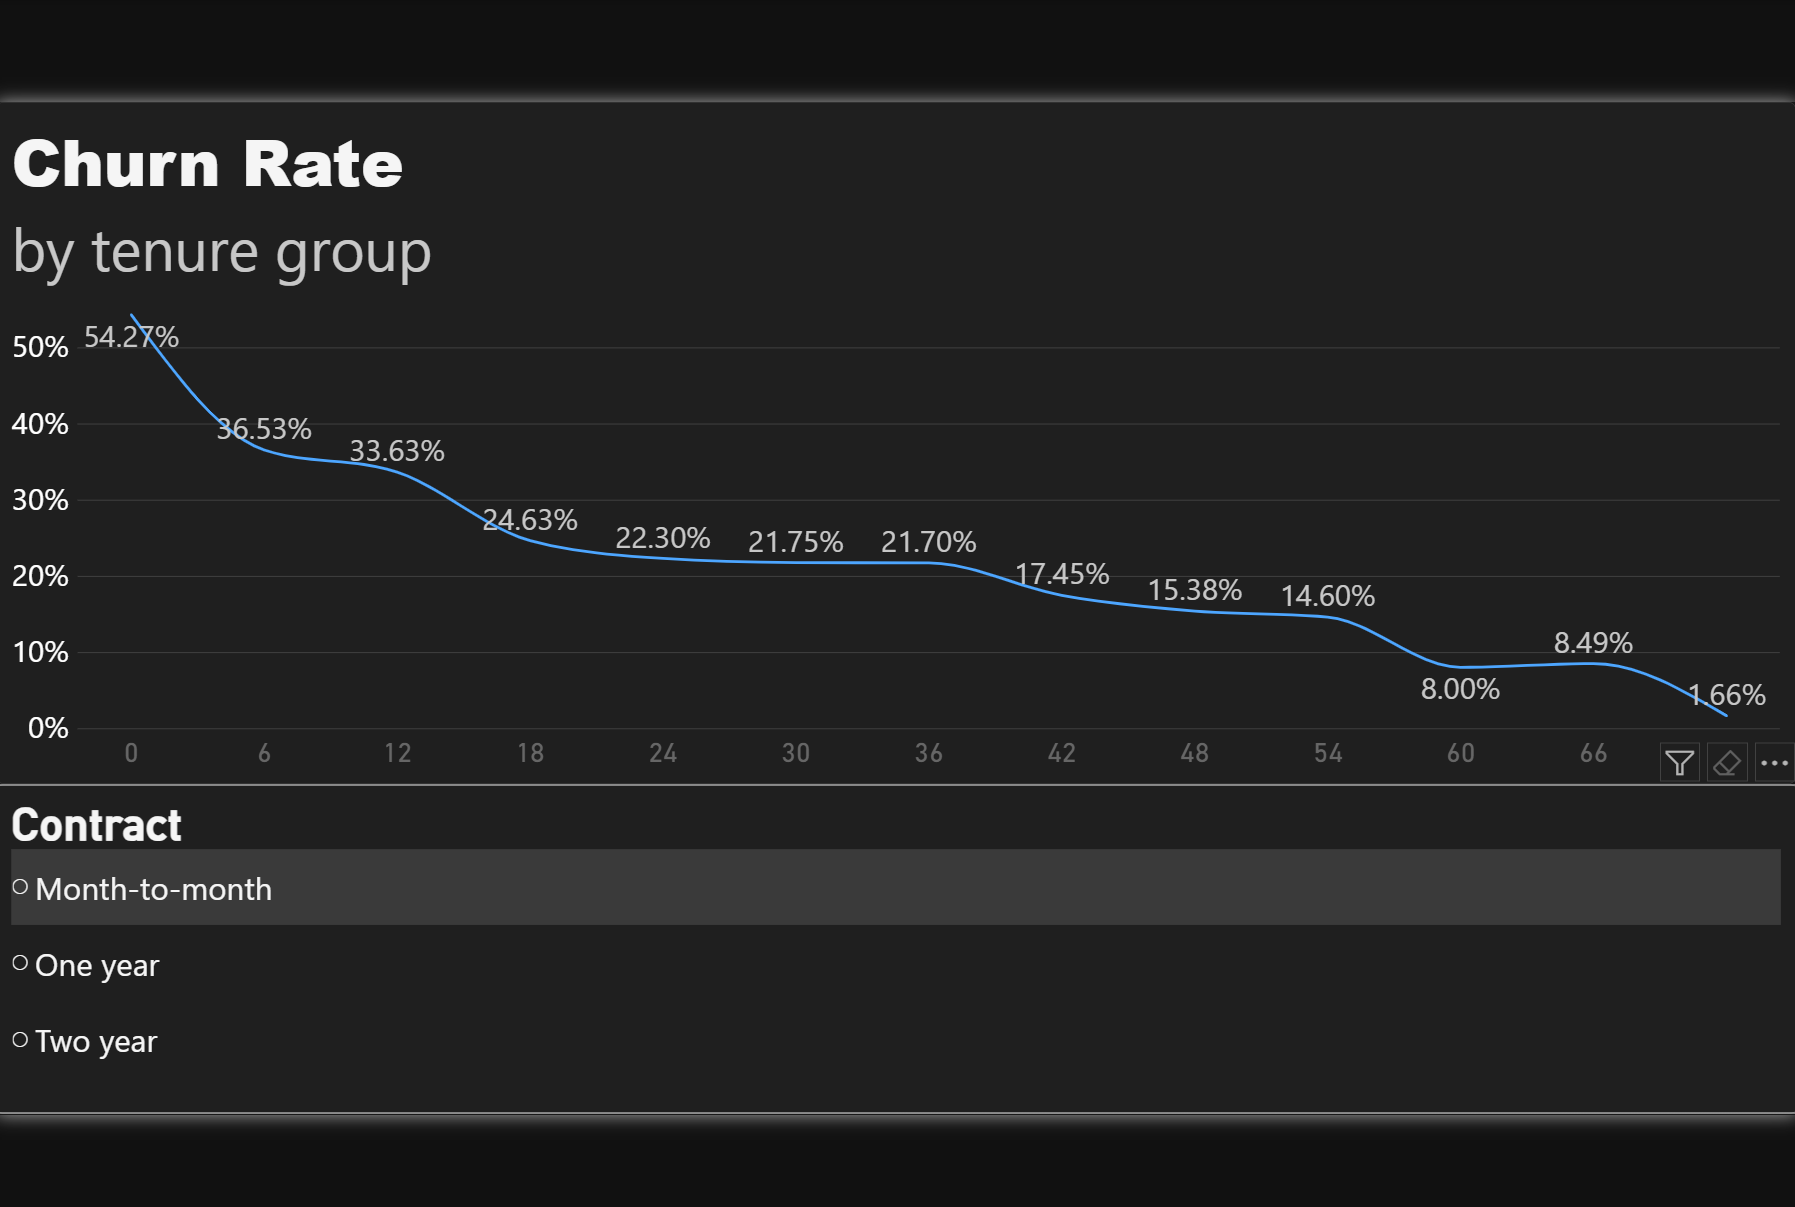 Churn Rate
by tenure group
54.27%
50%
36.53%
40%
33.63%
30%
24.63%
22.30%
21.75%
21.70%
20%
17.45%
15.38%
14.60%
10%
8.49%
8.00%
1.66%
0%
0 6 12 18 24 30 36 42 48 54 60 66
Contract
Month-to-month
One year
Two year